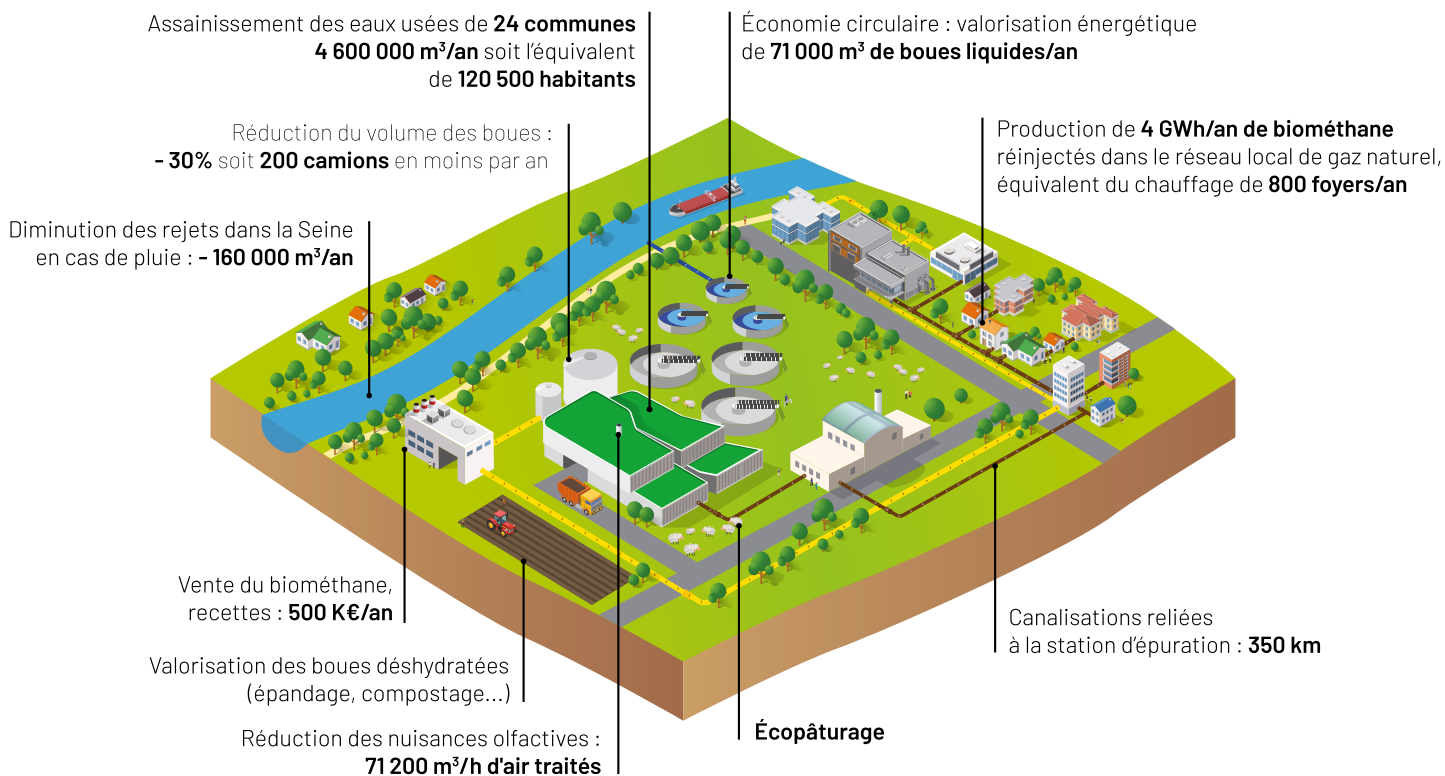 Assainissement des eaux usées de 24 communes
4 600 000 m³/an soit l'équivalent
de 120 500 habitants
Économie circulaire : valorisation énergétique
de 71 000 m³ de boues liquides/an
Réduction du volume des boues :
- 30% soit 200 camions en moins par an
Production de 4 GWh/an de biométhane
réinjectés dans le réseau local de gaz naturel,
équivalent du chauffage de 800 foyers/an
Diminution des rejets dans la Seine
en cas de pluie : - 160 000 m³/an
Vente du biométhane,
recettes : 500 K€/an
Canalisations reliées
à la station d'épuration : 350 km
Valorisation des boues déshydratées
(épandage, compostage...)
Écopâturage
Réduction des nuisances olfactives :
71 200 m³/h d'air traités